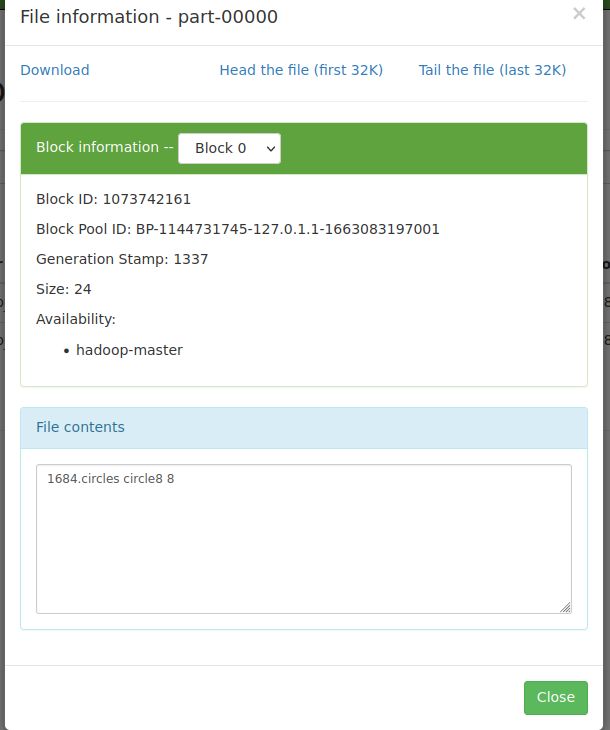 File information - part-00000
×
Download
Head the file (first 32K)
Tail the file (last 32K)
Block information -- Block 0
Block ID: 1073742161
Block Pool ID: BP-1144731745-127.0.1.1-1663083197001
Generation Stamp: 1337
Size: 24
Availability:
• hadoop-master
File contents
1684.circles circle8 8
Close